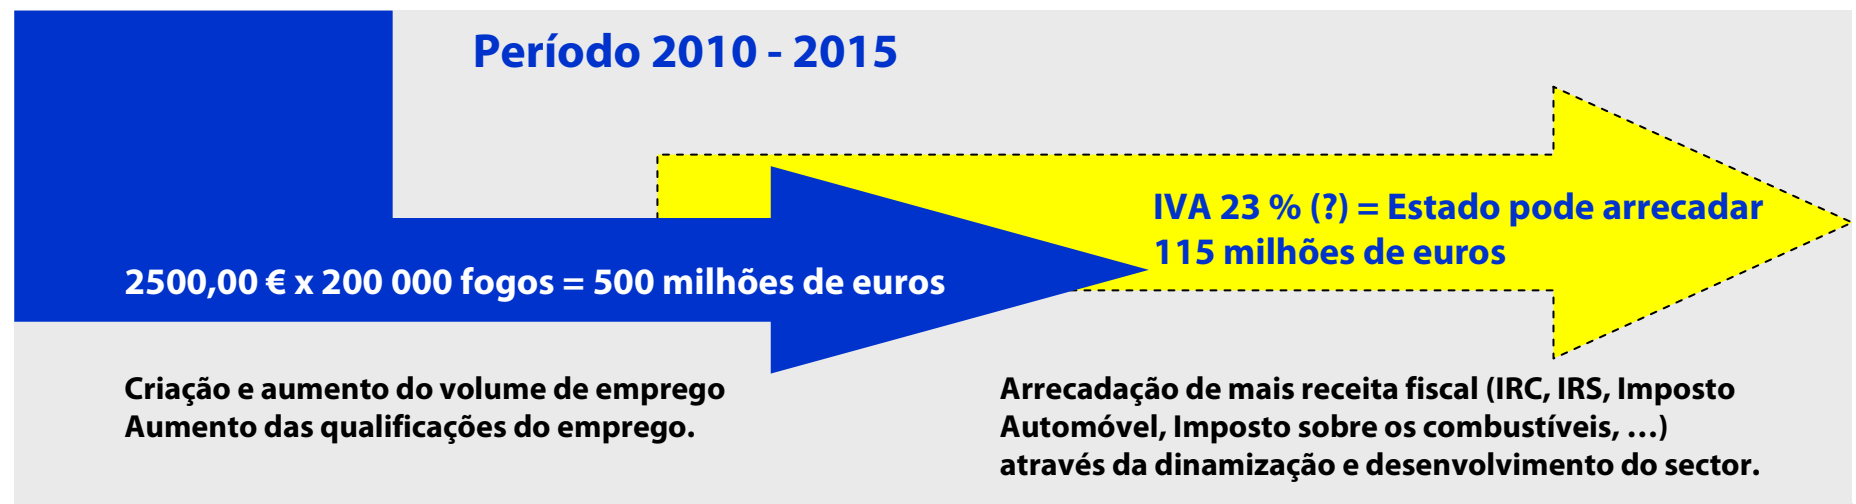 Período 2010 - 2015
IVA 23 % (?) = Estado pode arrecadar
115 milhões de euros
2500,00 € x 200 000 fogos = 500 milhões de euros
Criação e aumento do volume de emprego
Aumento das qualificações do emprego.
Arrecadação de mais receita fiscal (IRC, IRS, Imposto
Automóvel, Imposto sobre os combustíveis, …)
através da dinamização e desenvolvimento do sector.